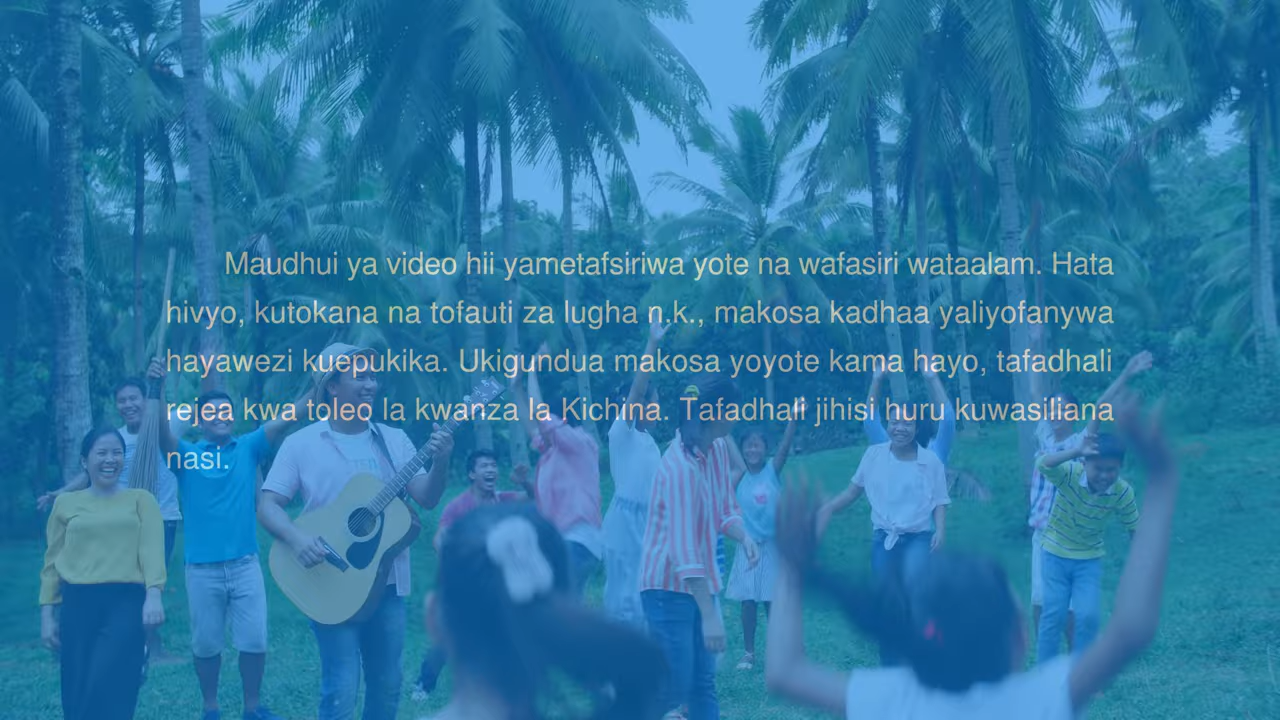 Maudhui ya video hii yametafsiriwa yote na wafasiri wataalam. Hata
hivyo, kutokana na tofauti za lugha n.k., makosa kadhaa yaliyofanywa
hayawezi kuepukika. Ukigundua makosa yoyote kama hayo, tafadhali
rejea kwa toleo la kwanza la Kichina. Tafadhali jihisi huru kuwasiliana
nasi.